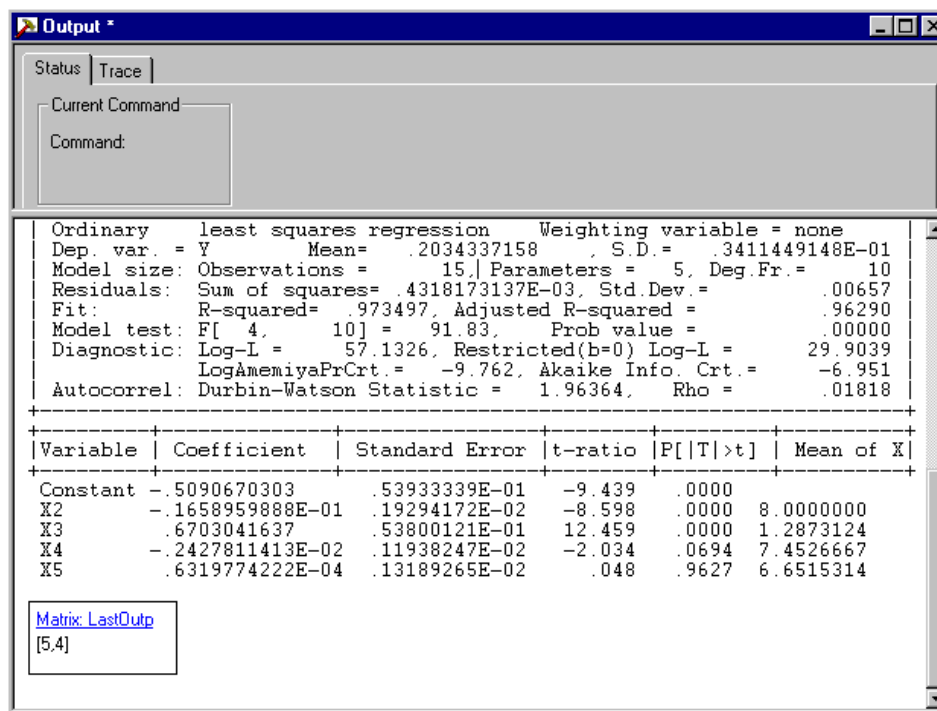 Output *
Status Trace
Current Command
Command:
| Ordinary    least squares regression    Weighting variable = none    |
| Dep. var. = Y    Mean=  .2034337158    , S.D.=  .3411449148E-01 |
| Model size: Observations =    15, Parameters =  5, Deg.Fr.=    10 |
| Residuals:  Sum of squares= .4318173137E-03, Std.Dev.=    .00657 |
| Fit:    R-squared=  .973497, Adjusted R-squared =    .96290 |
| Model test: F[  4,    10] =  91.83,    Prob value =    .00000 |
| Diagnostic: Log-L =    57.1326, Restricted(b=0) Log-L =    29.9039 |
|    LogAmemiyaPrCrt.=  -9.762, Akaike Info. Crt.=    -6.951 |
| Autocorrel: Durbin-Watson Statistic =  1.96364,    Rho =    .01818 |
|Variable | Coefficient | Standard Error |t-ratio |P[|T|>t] | Mean of X|
Constant -.5090670303 .53933339E-01 -9.439 .0000
X2 -.1658959888E-01 .19294172E-02 -8.598 .0000 8.0000000
X3 .6703041637 .53800121E-01 12.459 .0000 1.2873124
X4 -.2427811413E-02 .11938247E-02 -2.034 .0694 7.4526667
X5 .6319774222E-04 .13189265E-02 .048 .9627 6.6515314
Matrix: LastOutp
[5,4]